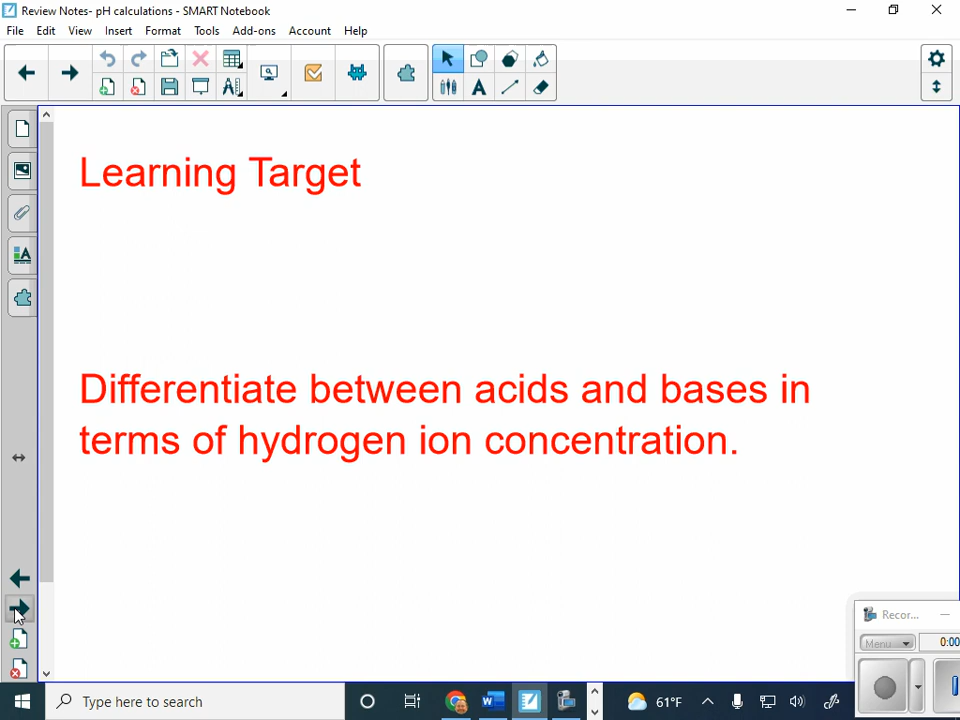 Review Notes- pH calculations - SMART Notebook
File Edit View Insert Format Tools Add-ons Account Help
Learning Target
Differentiate between acids and bases in
terms of hydrogen ion concentration.
Recor...
Menu 0:00
Type here to search
61°F